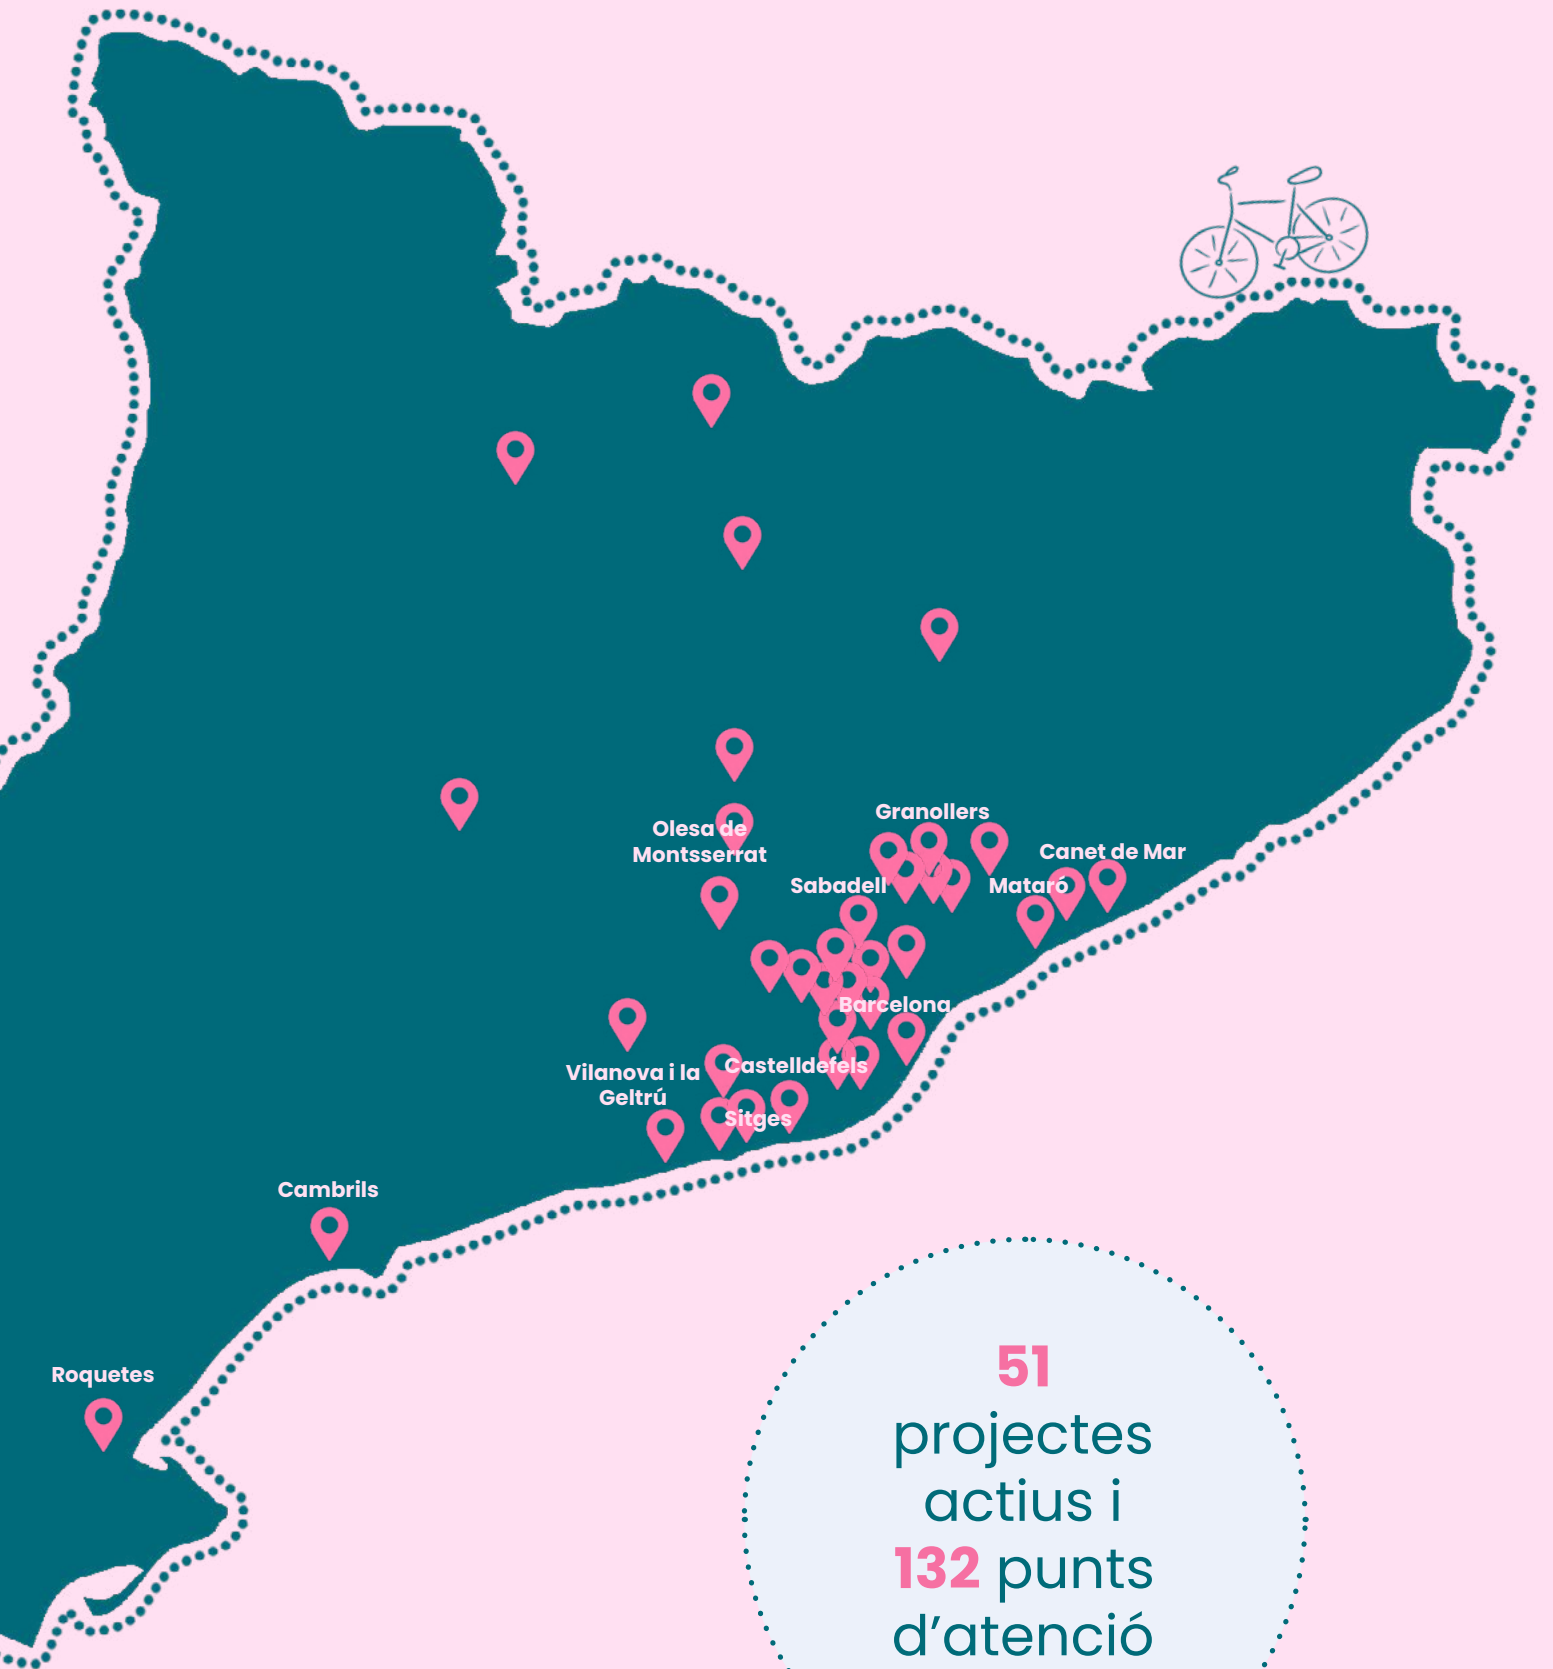 Granollers
Olesa de
Montsserrat
Canet de Mar
Sabadell
Mataró
Barcelona
Castelldefels
Vilanova i la
Geltrú
Sitges
Cambrils
Roquetes
51
projectes
actius i
132 punts
d’atenció